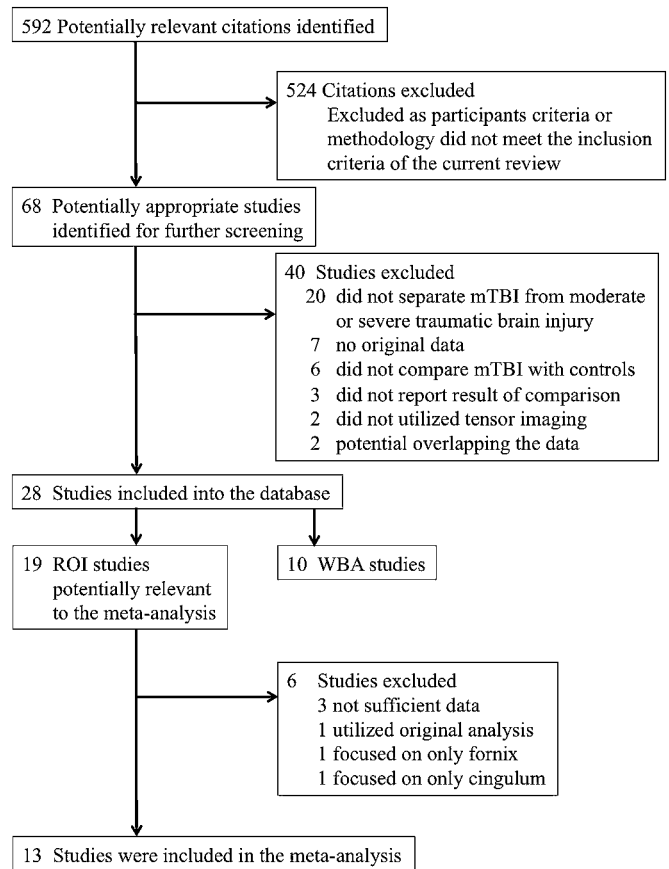 592 Potentially relevant citations identified
524 Citations excluded
Excluded as participants criteria or
methodology did not meet the inclusion
criteria of the current review
68 Potentially appropriate studies
identified for further screening
40 Studies excluded
20 did not separate mTBI from moderate
or severe traumatic brain injury
7 no original data
6 did not compare mTBI with controls
3 did not report result of comparison
2 did not utilized tensor imaging
2 potential overlapping the data
28 Studies included into the database
19 ROI studies
potentially relevant
to the meta-analysis
10 WBA studies
6 Studies excluded
3 not sufficient data
1 utilized original analysis
1 focused on only fornix
1 focused on only cingulum
13 Studies were included in the meta-analysis